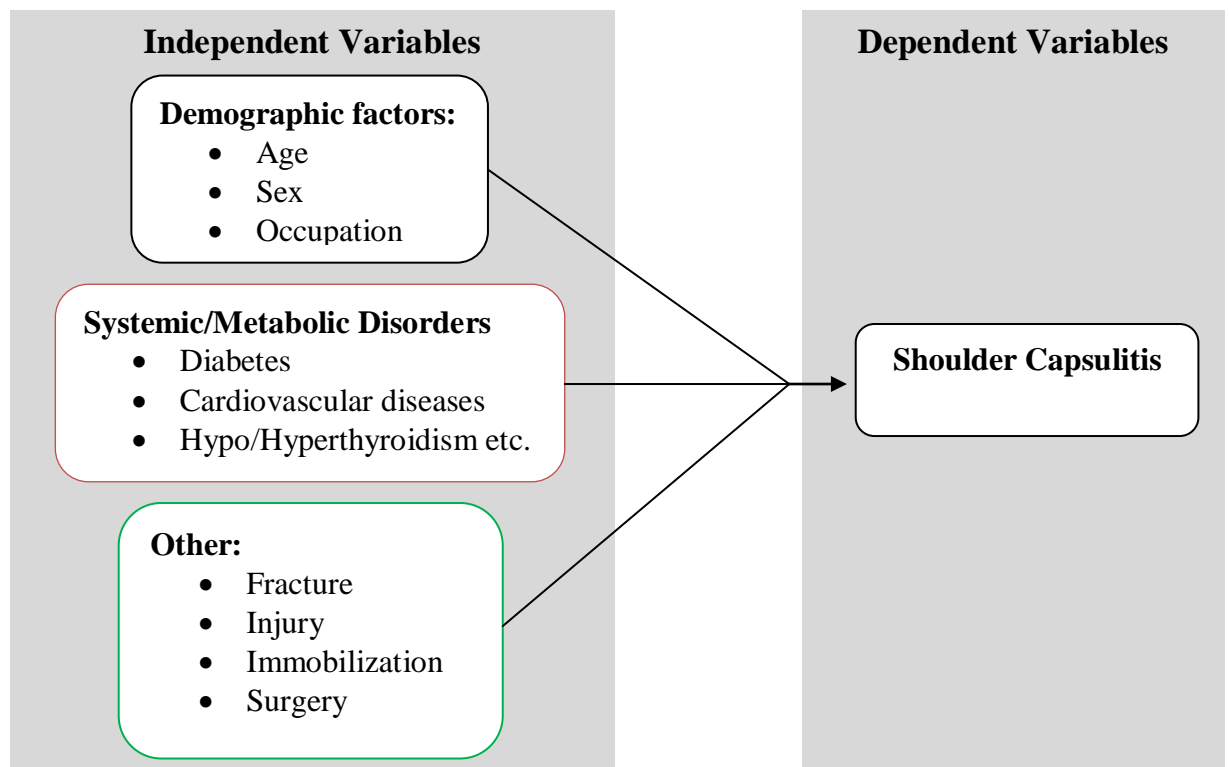 Independent Variables
Demographic factors:
• Age
• Sex
• Occupation
Systemic/Metabolic Disorders
• Diabetes
• Cardiovascular diseases
• Hypo/Hyperthyroidism etc.
Other:
• Fracture
• Injury
• Immobilization
• Surgery
Dependent Variables
Shoulder Capsulitis